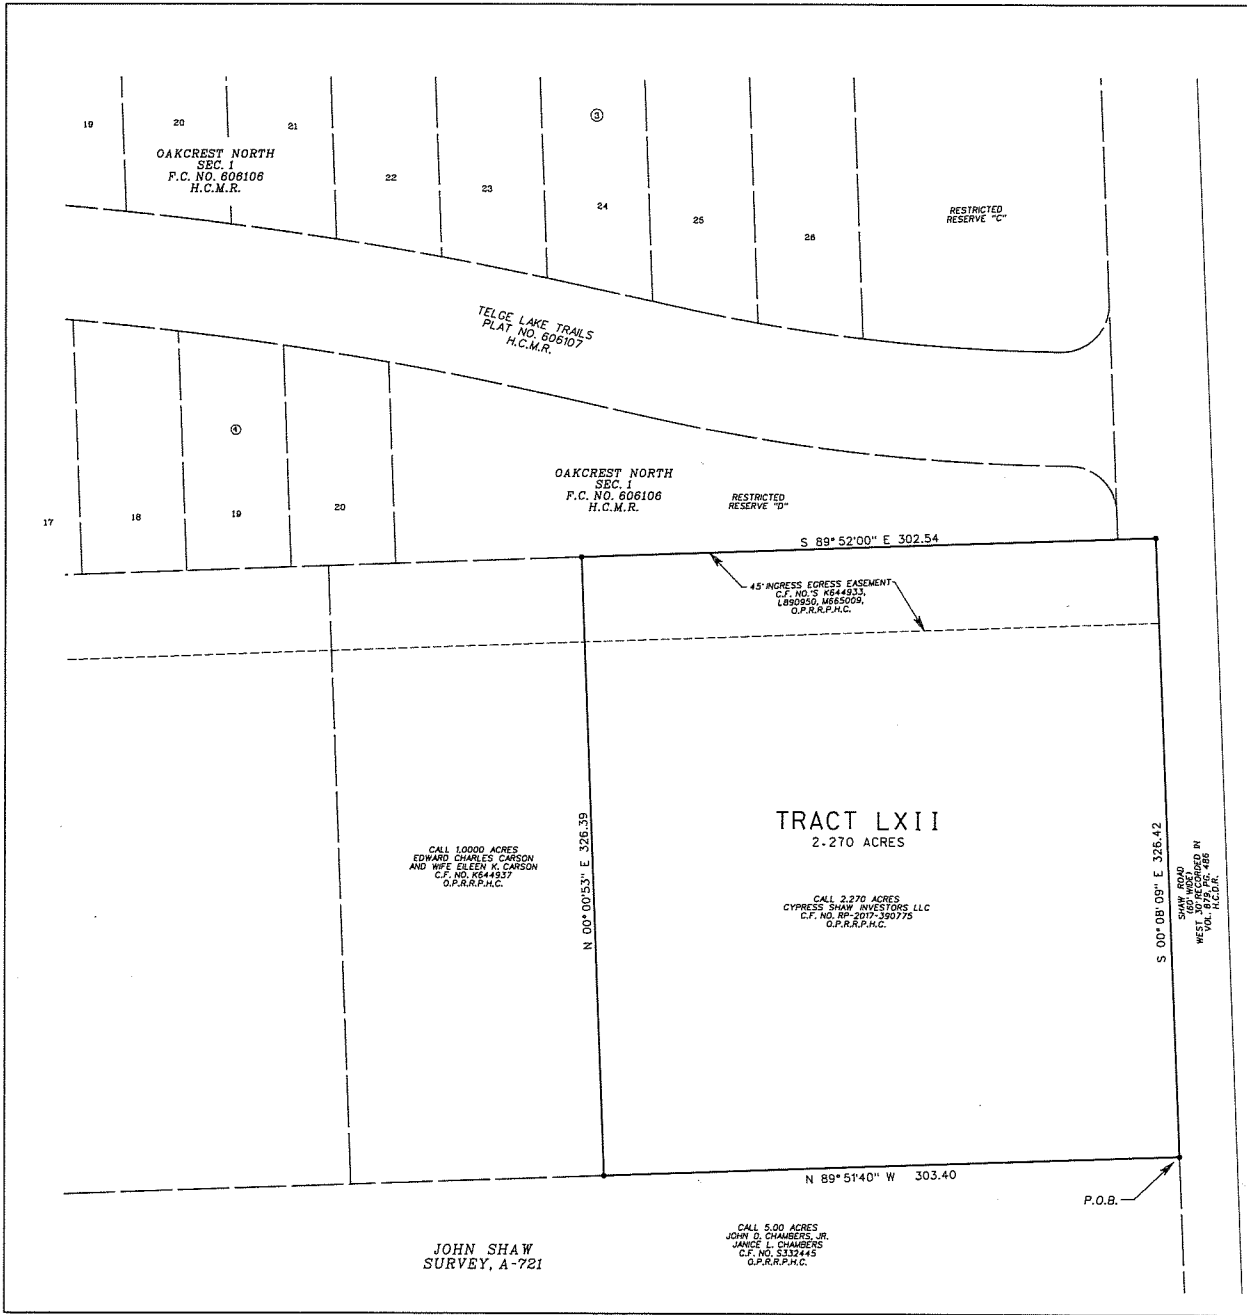 19
20
21
22
23
③
24
25
26
OAKCREST NORTH
SEC. 1
F.C. NO. 606106
H.C.M.R.
RESTRICTED
RESERVE "C"
TELGE LAKE TRAILS
PLAT NO. 606107
H.C.M.R.
④
17
18
19
20
OAKCREST NORTH
SEC. 1
F.C. NO. 606106
H.C.M.R.
RESTRICTED
RESERVE "D"
S 89°52'00" E 302.54
45' INGRESS EGRESS EASEMENT
C.F. NO.'S K644933,
L890950, M665009,
O.P.R.R.P.H.C.
N 00°00'53" E 326.39
TRACT LXII
2.270 ACRES
CALL 1.0000 ACRES
EDWARD CHARLES CARSON
AND WIFE EILEEN K. CARSON
C.F. NO. K644937
O.P.R.R.P.H.C.
CALL 2.270 ACRES
CYPRESS SHAW INVESTORS LLC
C.F. NO. RP-2017-390775
O.P.R.R.P.H.C.
S 00°08'09" E 326.42
SHAW ROAD
(60' WIDE)
WEST 30' RECORDED IN
VOL. 879, PG. 486
H.C.D.R.
N 89°51'40" W 303.40
P.O.B.
JOHN SHAW
SURVEY, A-721
CALL 5.00 ACRES
JOHN D. CHAMBERS, JR.
JANICE L. CHAMBERS
C.F. NO. S332445
O.P.R.R.P.H.C.